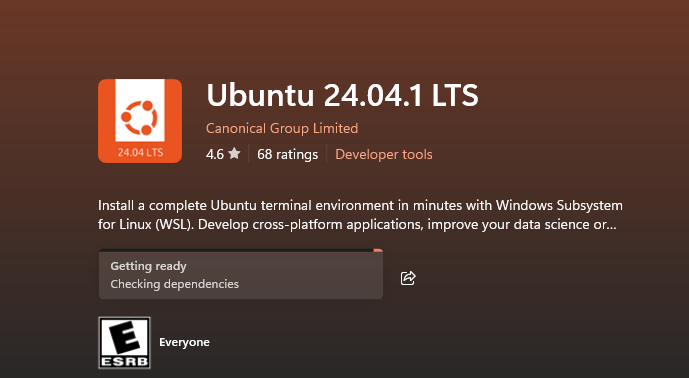 Ubuntu 24.04.1 LTS
Canonical Group Limited
24.04 LTS
4.6 68 ratings Developer tools
Install a complete Ubuntu terminal environment in minutes with Windows Subsystem
for Linux (WSL). Develop cross-platform applications, improve your data science or...
Getting ready
Checking dependencies
E
ESRB
Everyone